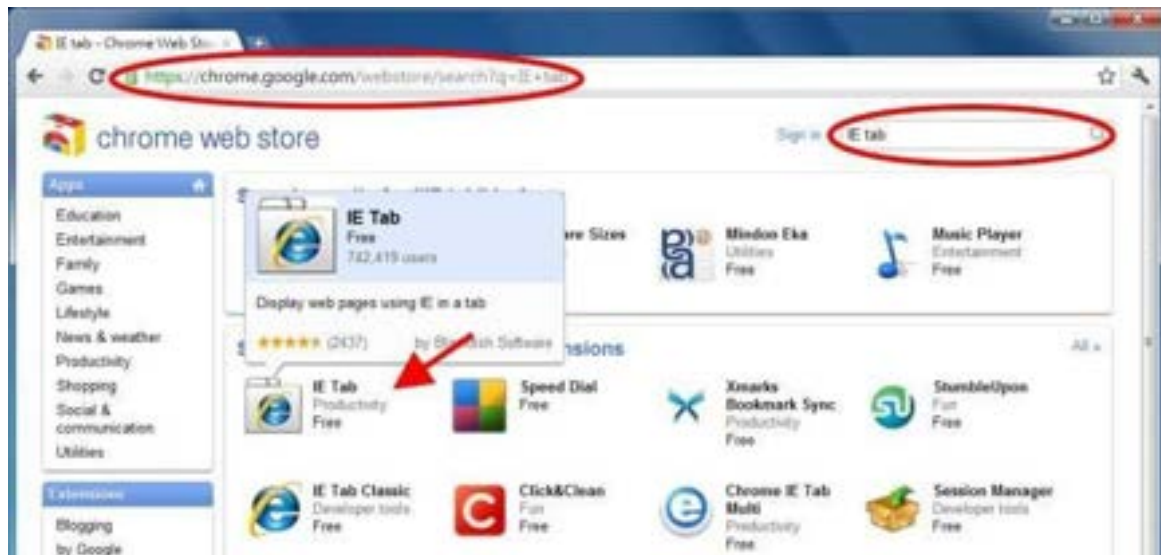 IE tab - Chrome Web Sto
https://chrome.google.com/webstore/search?q=IE+tab
chrome web store
Sign in
IE tab
Apps
Education
Entertainment
Family
Games
Lifestyle
News & weather
Productivity
Shopping
Social &
communication
Utilities
Extensions
Blogging
by Google
IE Tab
Free
742,419 users
Display web pages using IE in a tab
(2437)
by Software
are Sizes
Mindon Eka
Utilities
Free
Music Player
Entertainment
Free
ensions
All
IE Tab
Productivity
Free
Speed Dial
Free
Xmarks
Bookmark Sync
Productivity
Free
StumbleUpon
Fun
Free
IE Tab Classic
Developer tools
Free
Click&Clean
Fun
Free
Chrome IE Tab
Multi
Productivity
Free
Session Manager
Developer tools
Free